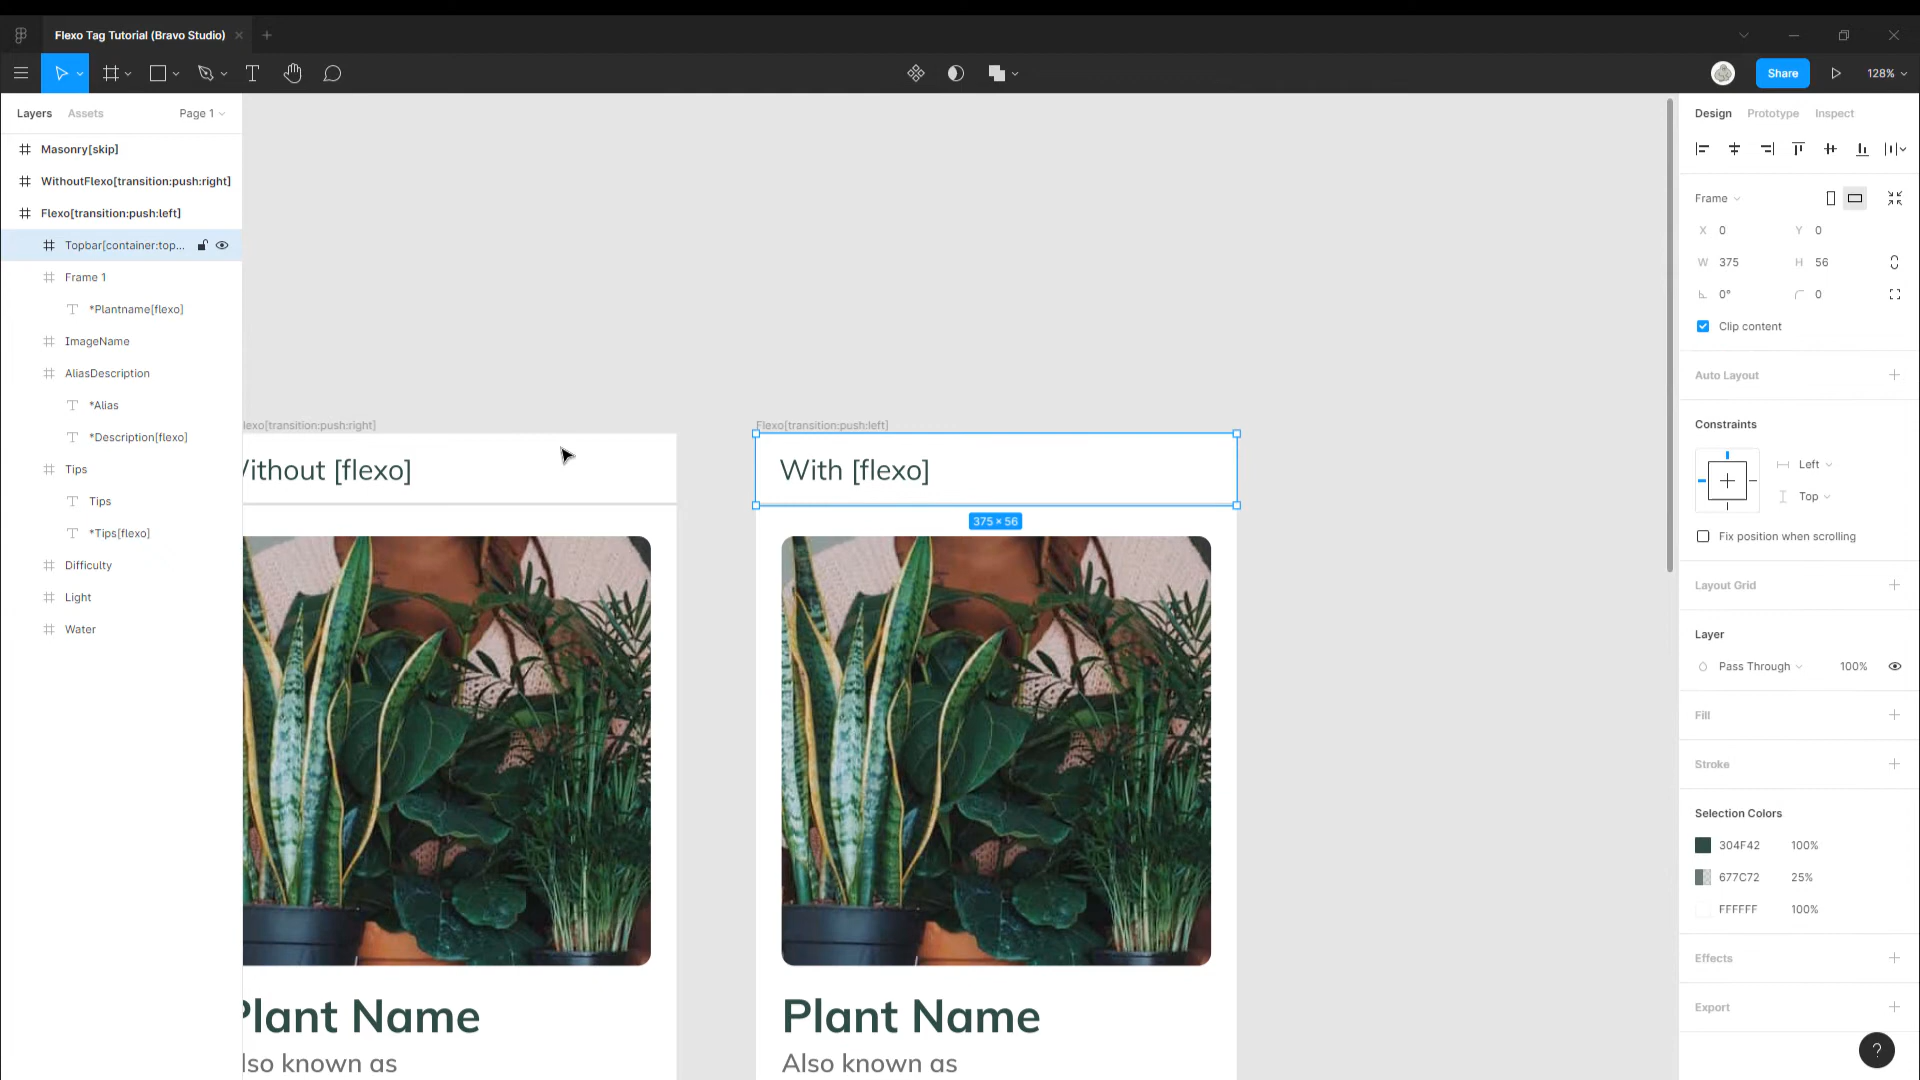 Flexo Tag Tutorial (Bravo Studio)
Share
128%
Layers
Assets
Page 1
Masonry[skip]
WithoutFlexo[transition:push:right]
Flexo[transition:push:left]
Topbar[container:top...
Frame 1
*Plantname[flexo]
ImageName
AliasDescription
*Alias
*Description[flexo]
Tips
Tips
*Tips[flexo]
Difficulty
Light
Water
lexo[transition:push:right]
ithout [flexo]
Plant Name
lso known as
Flexo[transition:push:left]
With [flexo]
375 × 56
Plant Name
Also known as
Design
Prototype
Inspect
Frame
X 0
Y 0
W 375
H 56
0°
0
Clip content
Auto Layout
Constraints
Left
Top
Fix position when scrolling
Layout Grid
Layer
Pass Through
100%
Fill
Stroke
Selection Colors
304F42 100%
677C72 25%
FFFFFF 100%
Effects
Export
?